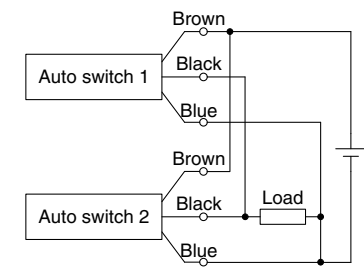 Brown
Auto switch 1
Black
Blue
Brown
Auto switch 2
Black
Load
Blue